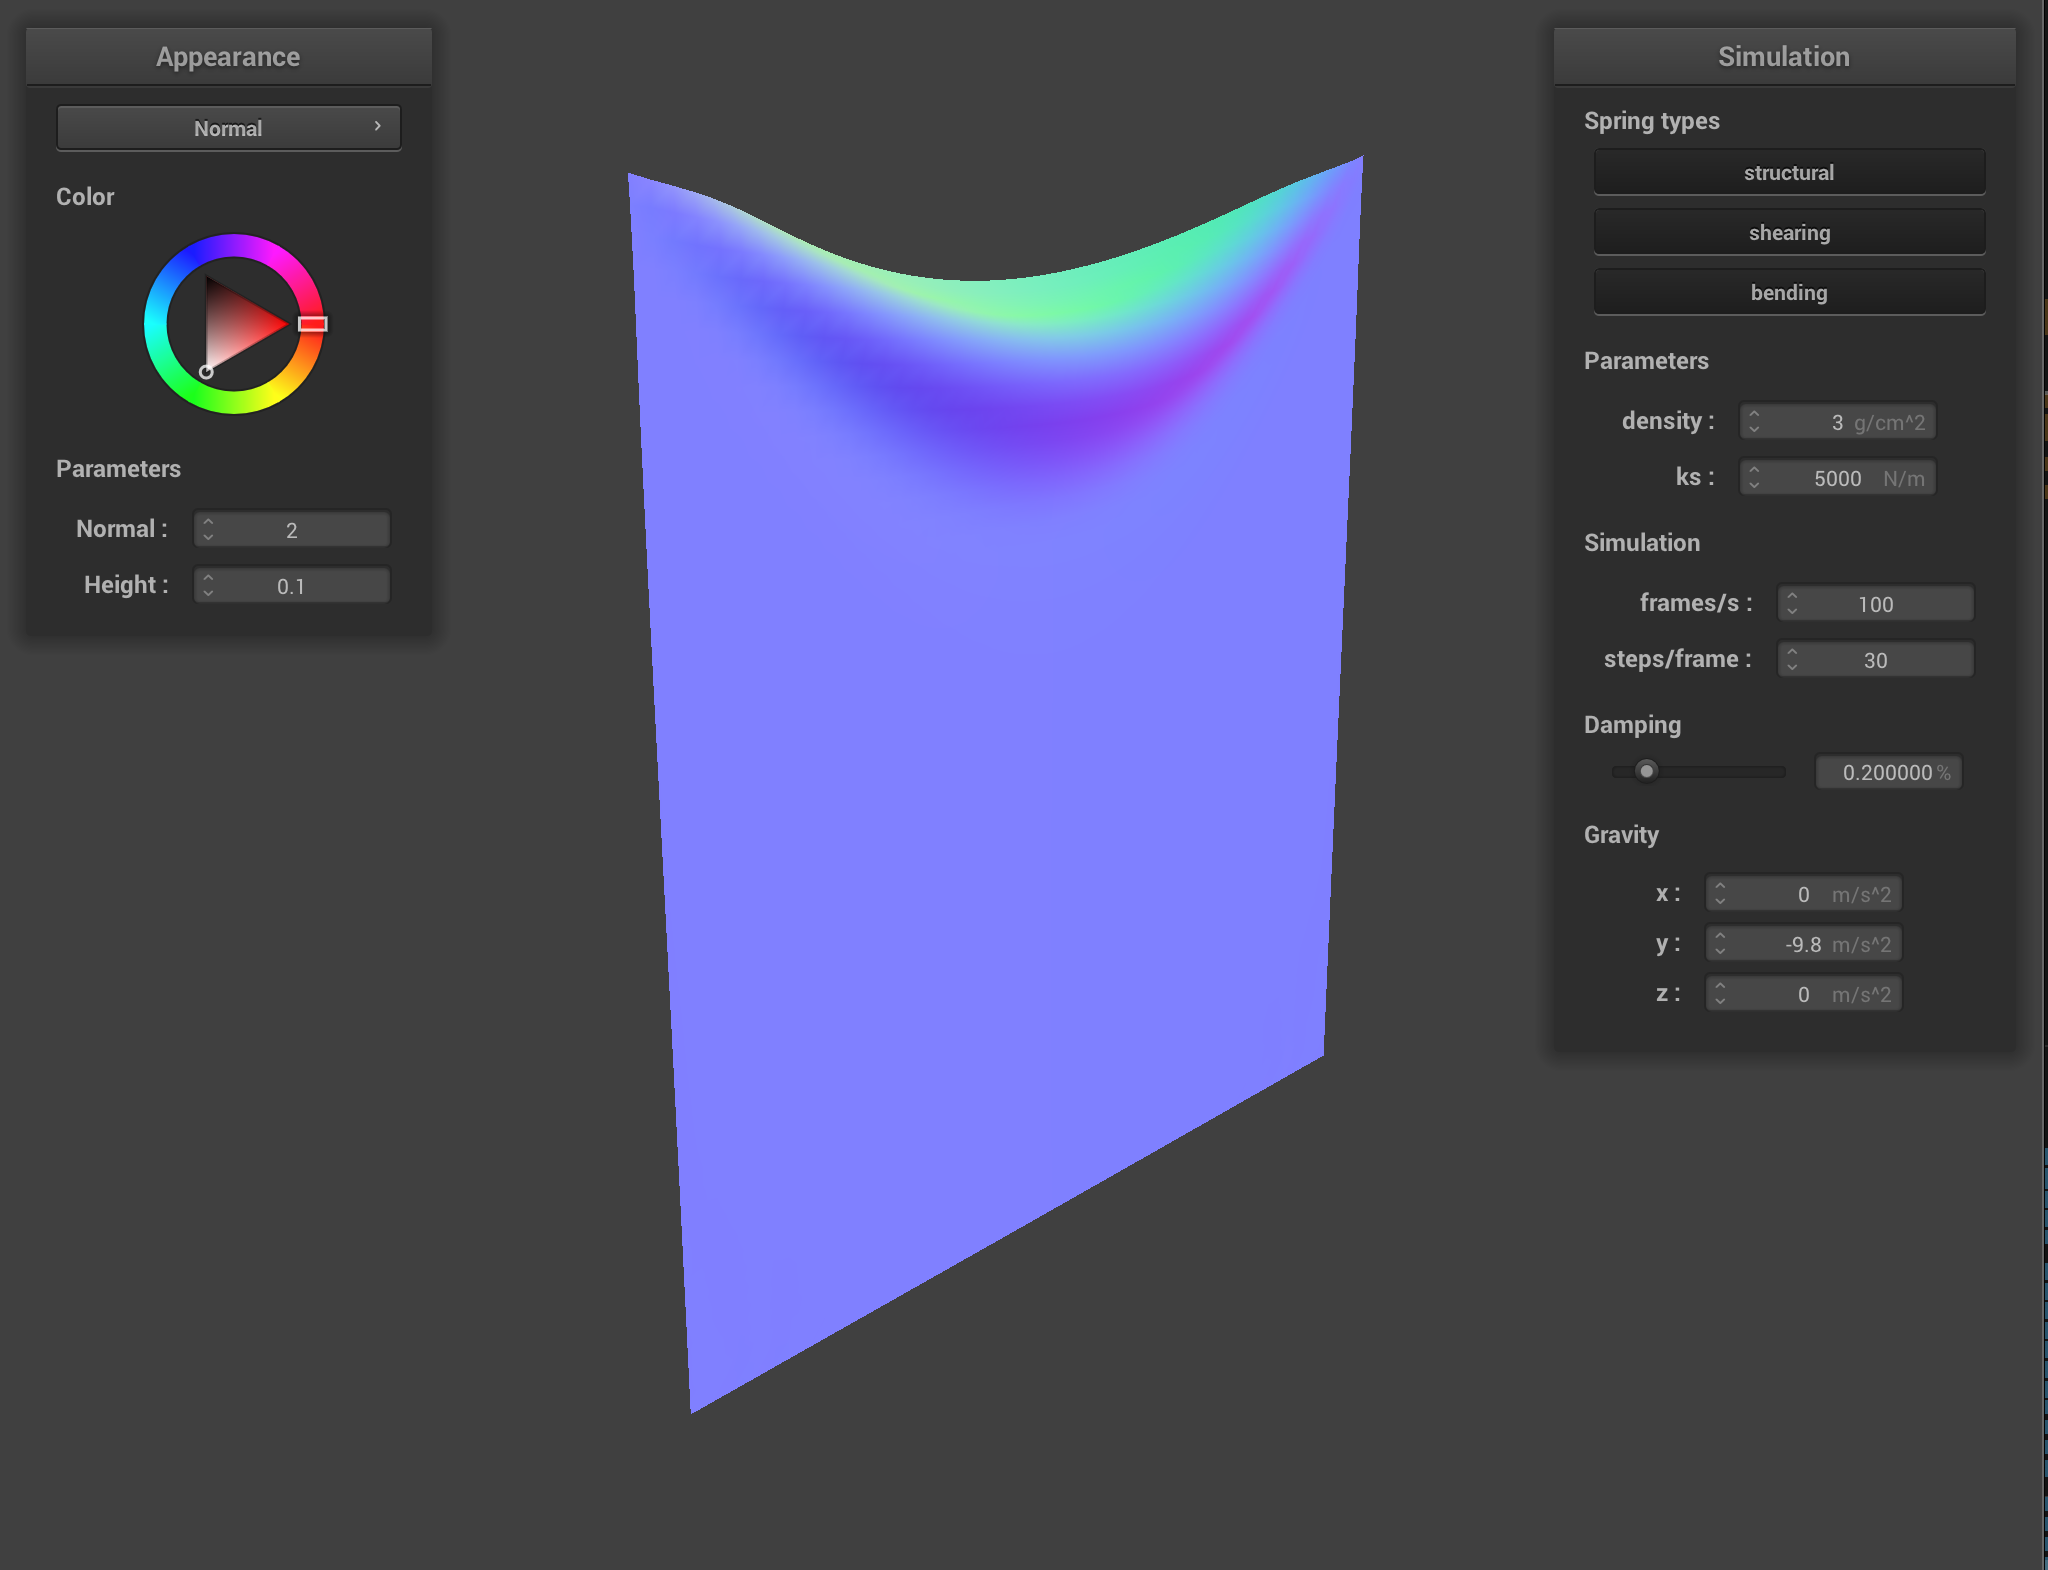 Appearance
Normal
Color
Parameters
Normal : 2
Height : 0.1
Simulation
Spring types
structural
shearing
bending
Parameters
density : 3 g/cm^2
ks : 5000 N/m
Simulation
frames/s : 100
steps/frame : 30
Damping
0.200000 %
Gravity
x : 0 m/s^2
y : -9.8 m/s^2
z : 0 m/s^2